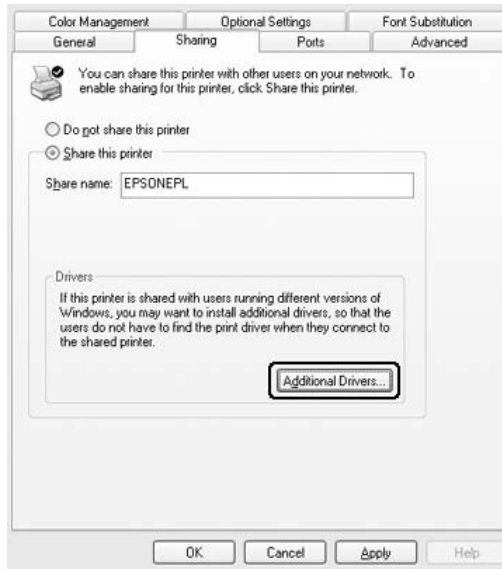 Color Management Optional Settings Font Substitution
General Sharing Ports Advanced
You can share this printer with other users on your network. To
enable sharing for this printer, click Share this printer.
Do not share this printer
Share this printer
Share name: EPSONEPL
Drivers
If this printer is shared with users running different versions of
Windows, you may want to install additional drivers, so that the
users do not have to find the print driver when they connect to
the shared printer.
Additional Drivers...
OK Cancel Apply Help